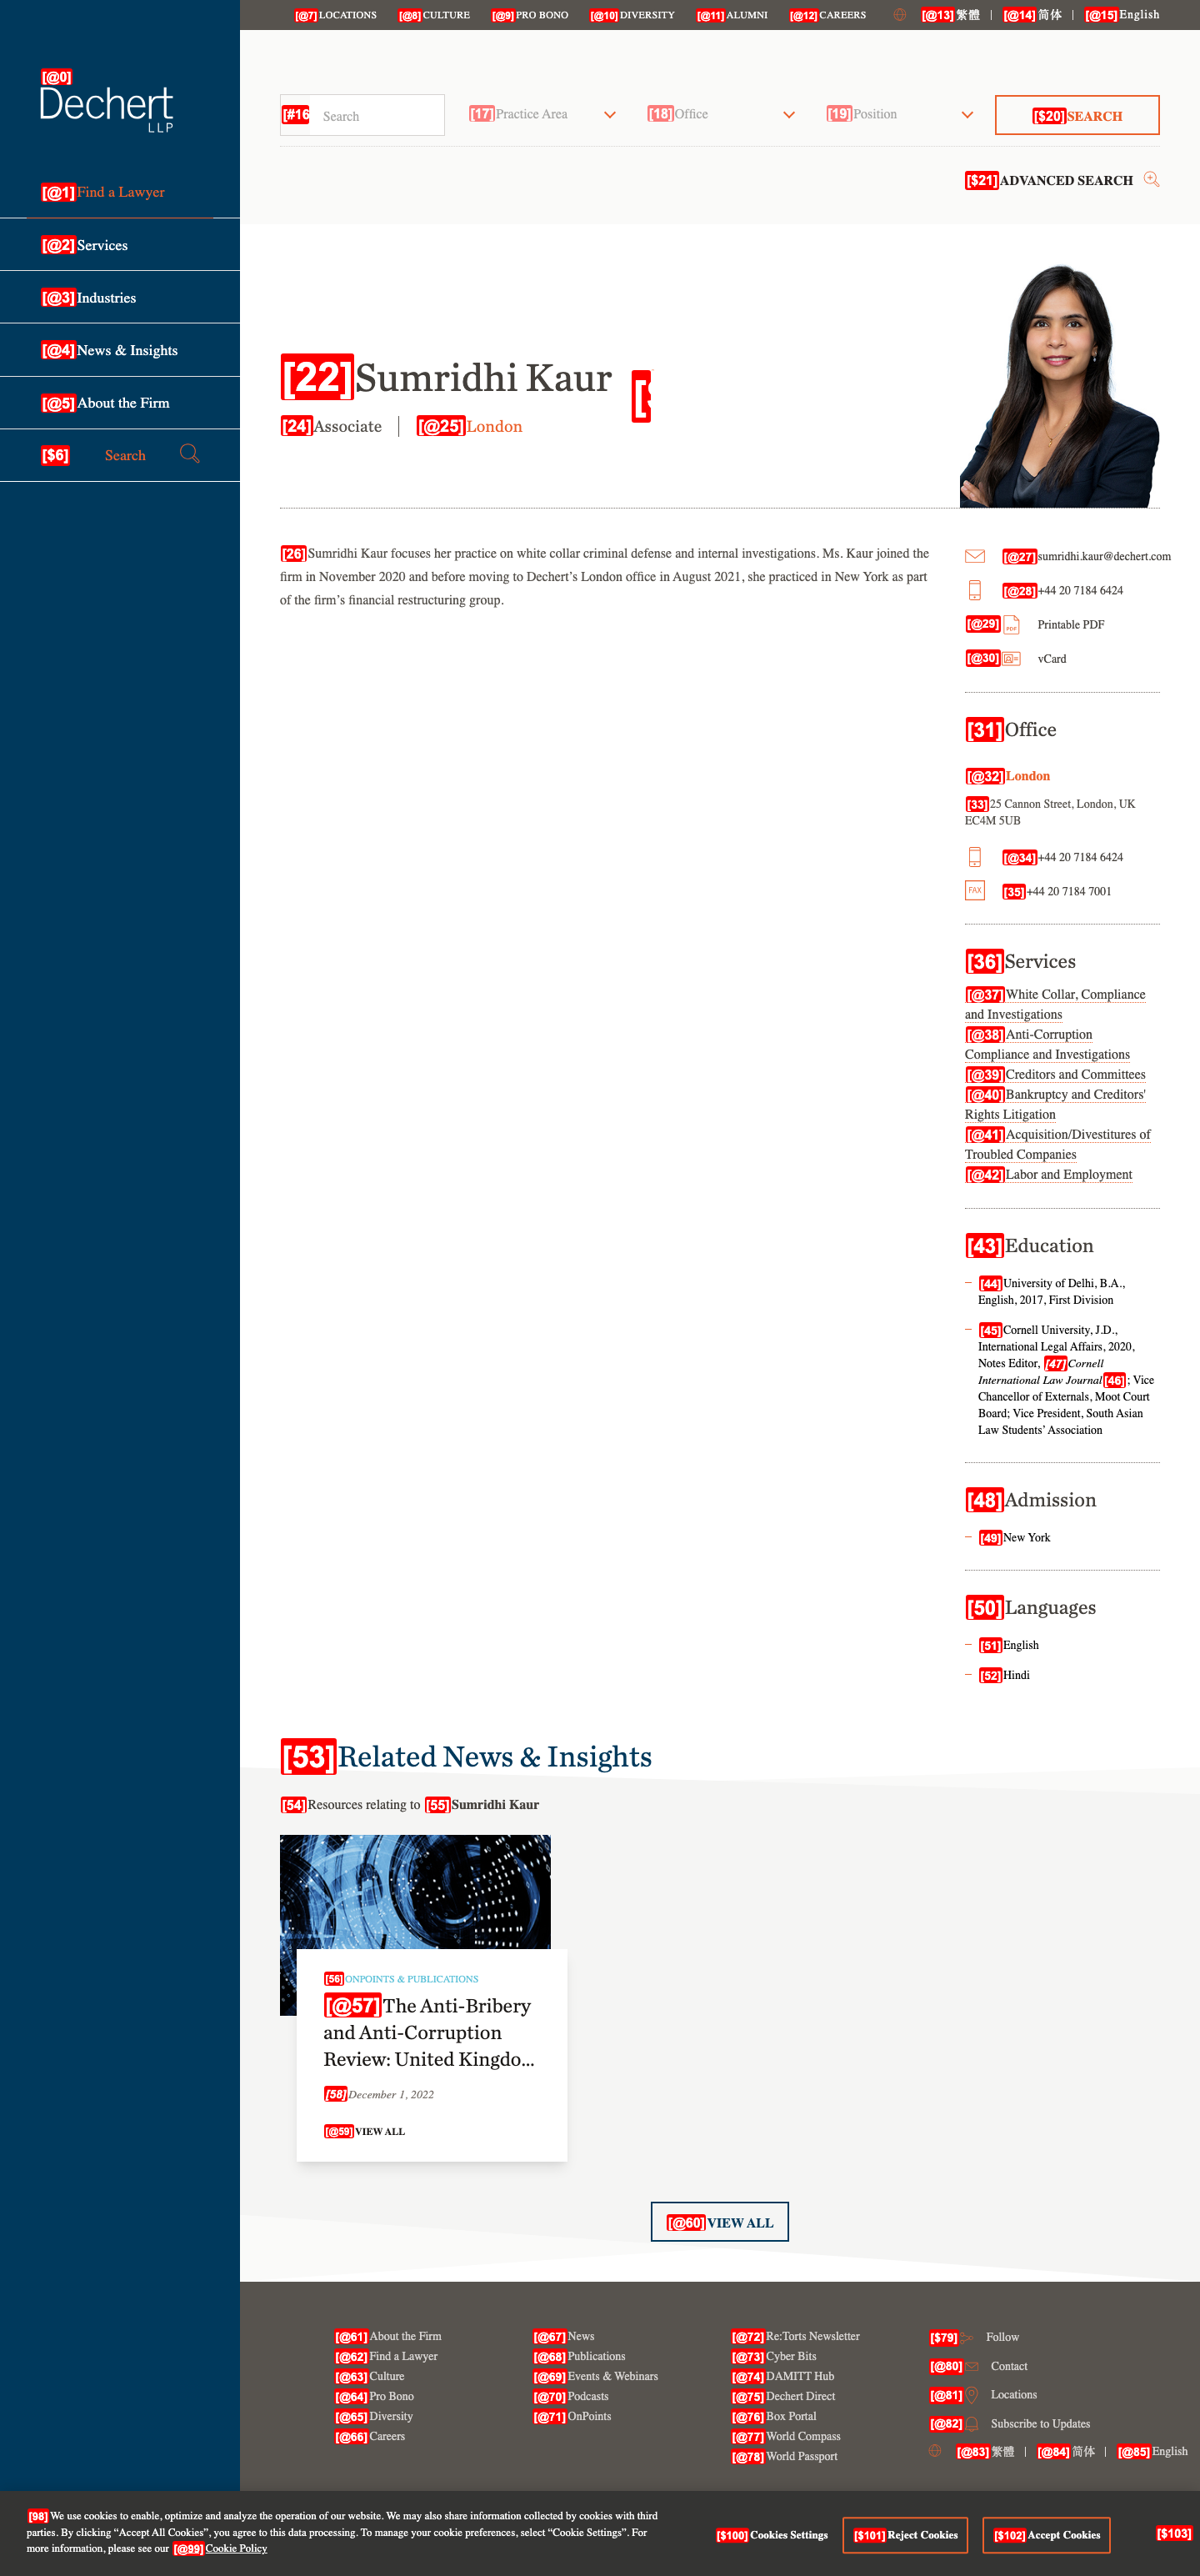 [@0]
Dechert
LLP
[@1]Find a Lawyer
[@2]Services
[@3]Industries
[@4]News & Insights
[@5]About the Firm
[$6] Search
[@7]LOCATIONS [@8]CULTURE [@9]PRO BONO [@10]DIVERSITY [@11]ALUMNI [@12]CAREERS [@13]繁體 | [@14]简体 | [@15]English
[#16 Search [17]Practice Area [18]Office [19]Position [$20]SEARCH
[$21]ADVANCED SEARCH
[22]Sumridhi Kaur
[24]Associate | [@25]London
[26]Sumridhi Kaur focuses her practice on white collar criminal defense and internal investigations. Ms. Kaur joined the
firm in November 2020 and before moving to Dechert’s London office in August 2021, she practiced in New York as part
of the firm’s financial restructuring group.
[@27]sumridhi.kaur@dechert.com
[@28]+44 20 7184 6424
[@29] PDF Printable PDF
[@30] vCard
[31]Office
[@32]London
[33]25 Cannon Street, London, UK
EC4M 5UB
[@34]+44 20 7184 6424
FAX [35]+44 20 7184 7001
[36]Services
[@37]White Collar, Compliance
and Investigations
[@38]Anti-Corruption
Compliance and Investigations
[@39]Creditors and Committees
[@40]Bankruptcy and Creditors'
Rights Litigation
[@41]Acquisition/Divestitures of
Troubled Companies
[@42]Labor and Employment
[43]Education
– [44]University of Delhi, B.A.,
English, 2017, First Division
– [45]Cornell University, J.D.,
International Legal Affairs, 2020,
Notes Editor, [47]Cornell
International Law Journal[46]; Vice
Chancellor of Externals, Moot Court
Board; Vice President, South Asian
Law Students’ Association
[48]Admission
– [49]New York
[50]Languages
– [51]English
– [52]Hindi
[53]Related News & Insights
[54]Resources relating to [55]Sumridhi Kaur
[56]ONPOINTS & PUBLICATIONS
[@57]The Anti-Bribery
and Anti-Corruption
Review: United Kingdo...
[58]December 1, 2022
[@59]VIEW ALL
[@60]VIEW ALL
[@61]About the Firm
[@62]Find a Lawyer
[@63]Culture
[@64]Pro Bono
[@65]Diversity
[@66]Careers
[@67]News
[@68]Publications
[@69]Events & Webinars
[@70]Podcasts
[@71]OnPoints
[@72]Re:Torts Newsletter
[@73]Cyber Bits
[@74]DAMITT Hub
[@75]Dechert Direct
[@76]Box Portal
[@77]World Compass
[@78]World Passport
[$79] Follow
[@80] Contact
[@81] Locations
[@82] Subscribe to Updates
[@83]繁體 | [@84]简体 | [@85]English
[98]We use cookies to enable, optimize and analyze the operation of our website. We may also share information collected by cookies with third
parties. By clicking “Accept All Cookies”, you agree to this data processing. To manage your cookie preferences, select “Cookie Settings”. For
more information, please see our [@99]Cookie Policy
[$100]Cookies Settings [$101]Reject Cookies [$102]Accept Cookies [$103]